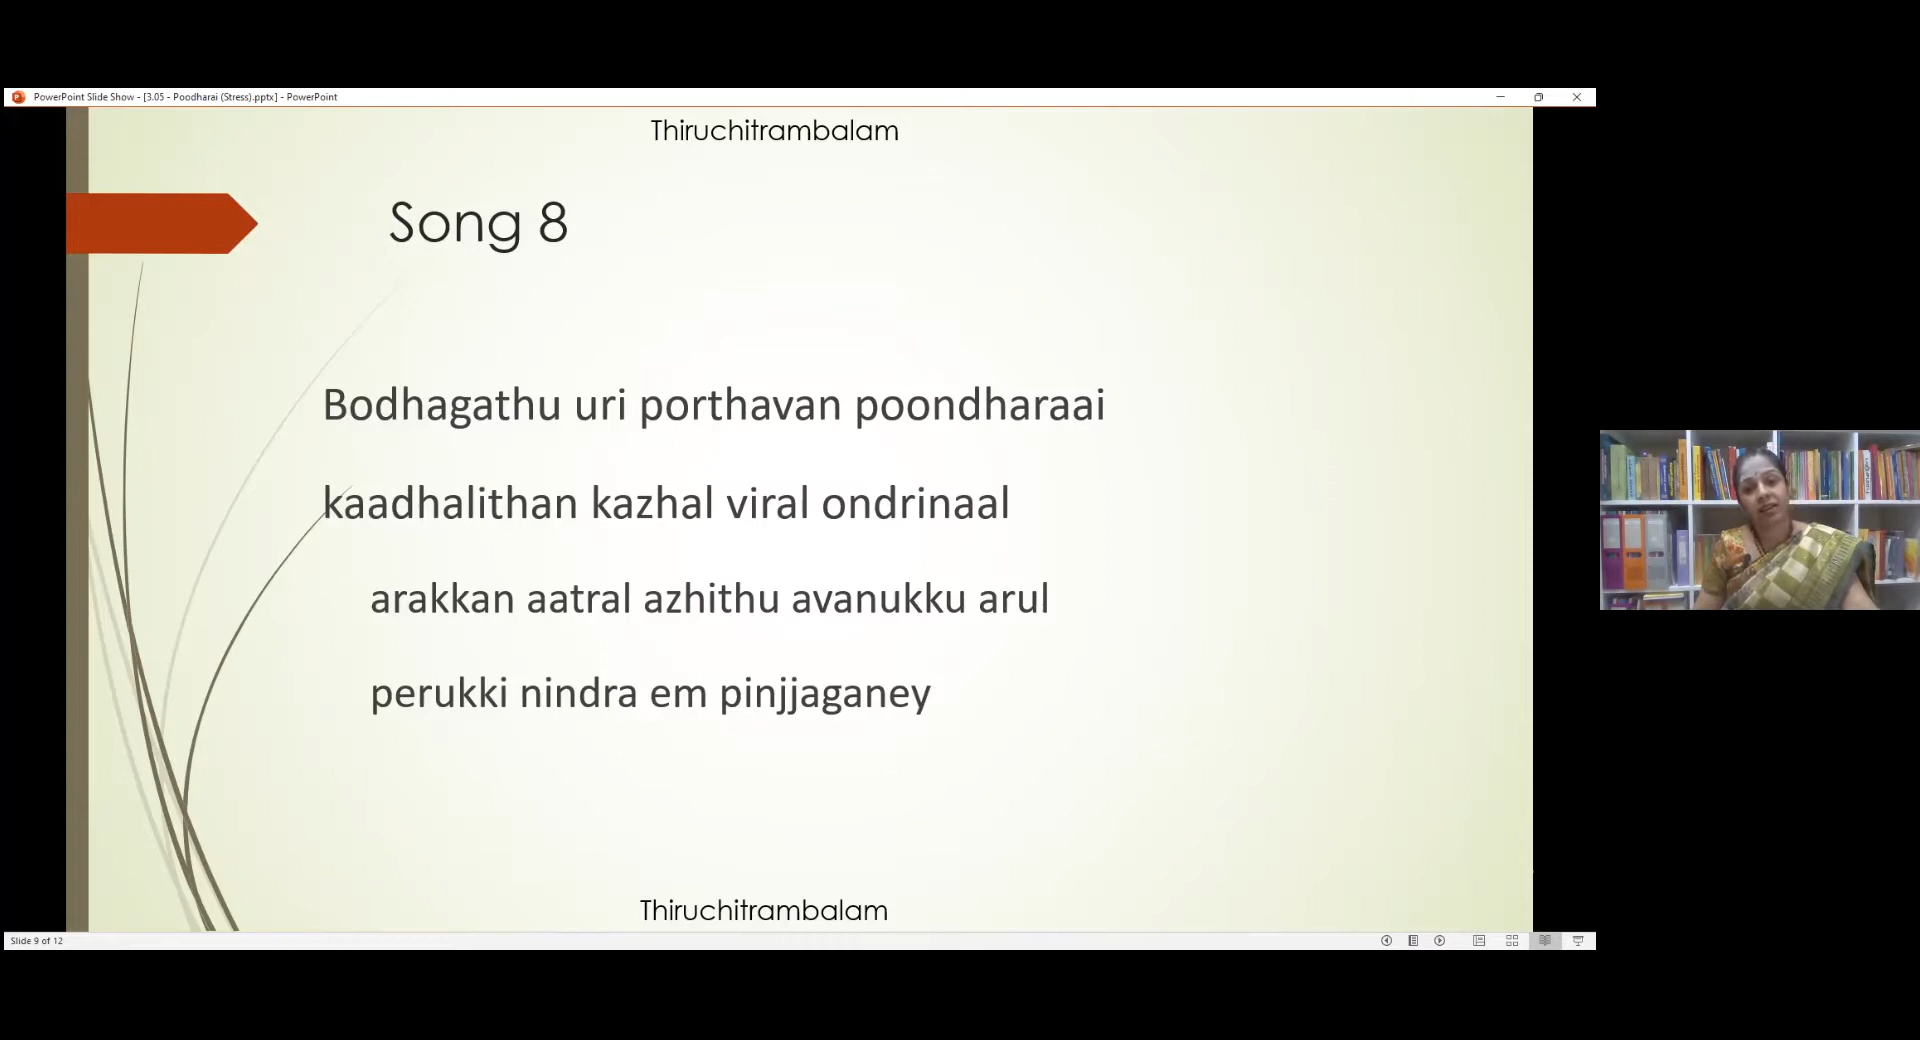 PowerPoint Slide Show - [3.05 - Poodharai (Stress).pptx] - PowerPoint
Thiruchitrambalam
Song 8
Bodhagathu uri porthavan poondharaai
kaadhalithan kazhal viral ondrinaal
arakkan aatral azhithu avanukku arul
perukki nindra em pinjjaganey
Thiruchitrambalam
Slide 9 of 12